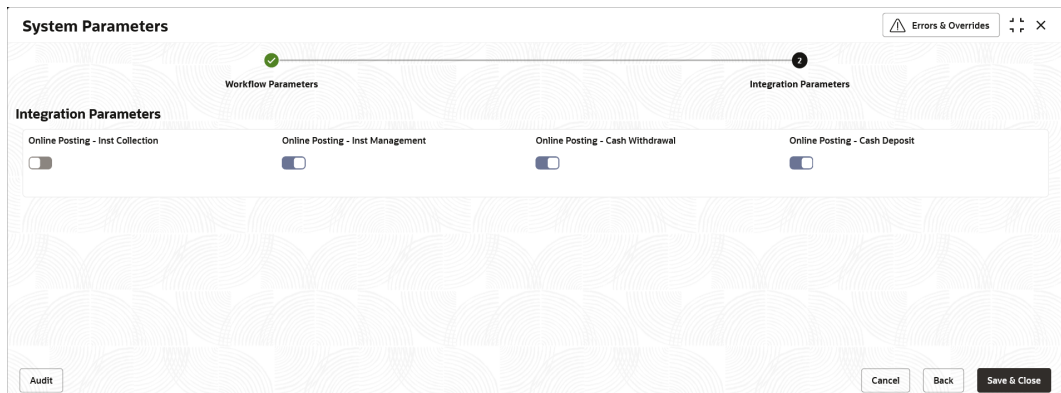 System Parameters
Errors & Overrides
2
Workflow Parameters
Integration Parameters
Integration Parameters
Online Posting - Inst Collection
Online Posting - Inst Management
Online Posting - Cash Withdrawal
Online Posting - Cash Deposit
Audit
Cancel
Back
Save & Close